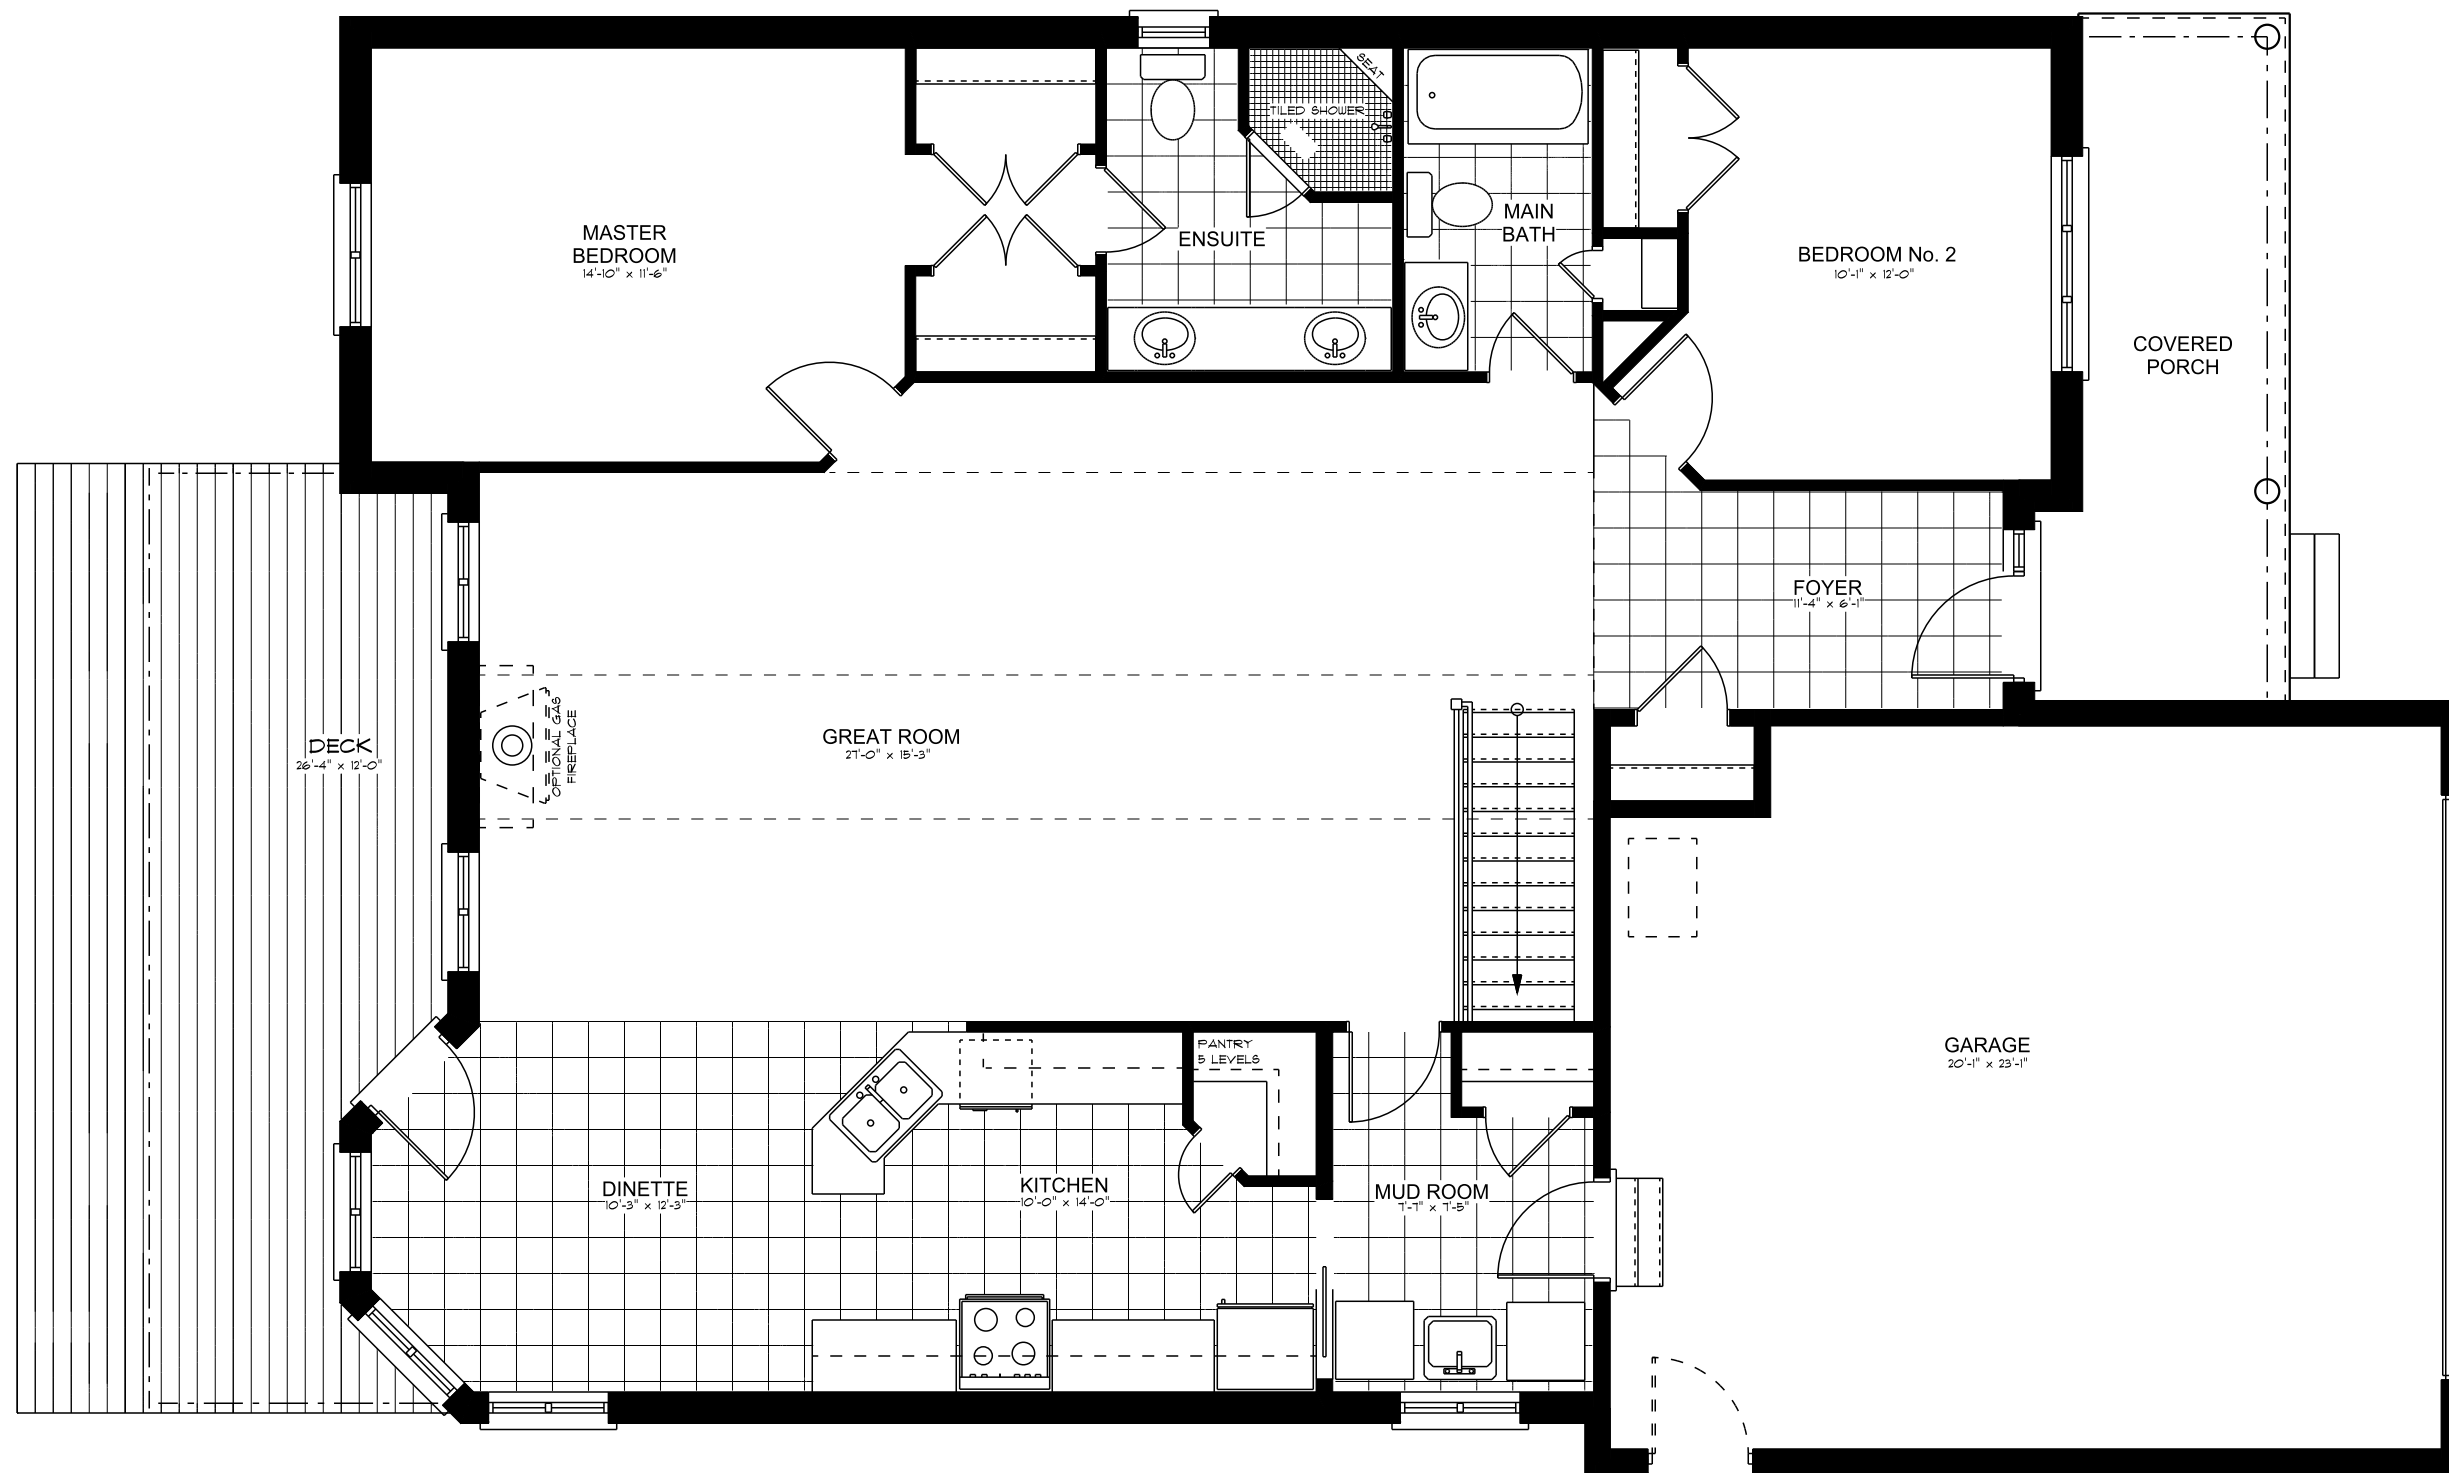 SEAT
TILED SHOWER
MASTER
BEDROOM
14'-10" x 11'-6"
ENSUITE
MAIN
BATH
BEDROOM No. 2
10'-1" x 12'-0"
COVERED
PORCH
FOYER
11'-4" x 6'-1"
DECK
26'-4" x 12'-0"
OPTIONAL GAS
FIREPLACE
GREAT ROOM
27'-0" x 15'-3"
PANTRY
5 LEVELS
GARAGE
20'-1" x 23'-1"
DINETTE
10'-3" x 12'-3"
KITCHEN
10'-0" x 14'-0"
MUD ROOM
7'-7" x 7'-5"